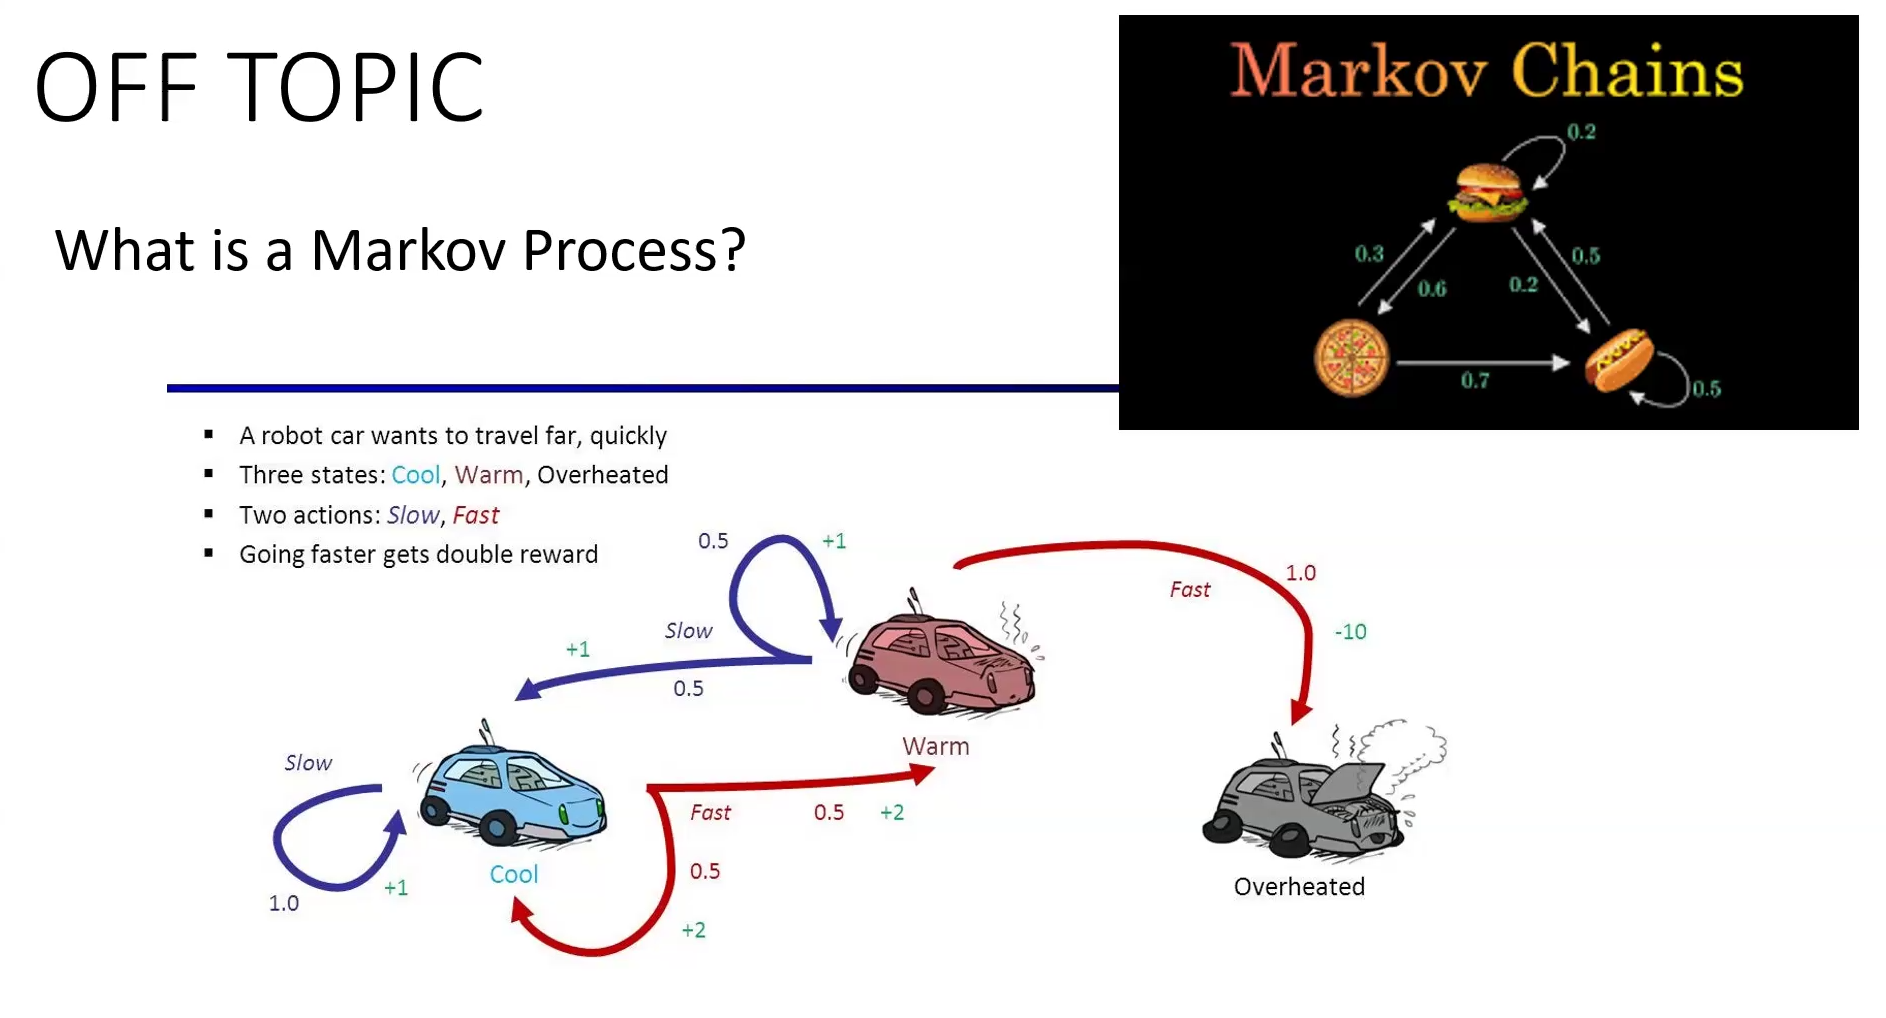 OFF TOPIC
What is a Markov Process?
Markov Chains
0.2
0.3
0.6
0.2
0.5
0.7
0.5
▪ A robot car wants to travel far, quickly
▪ Three states: Cool, Warm, Overheated
▪ Two actions: Slow, Fast
▪ Going faster gets double reward
0.5
+1
Slow
+1
0.5
Fast
1.0
-10
Warm
Slow
1.0
+1
Cool
Fast
0.5
+2
0.5
+2
Overheated